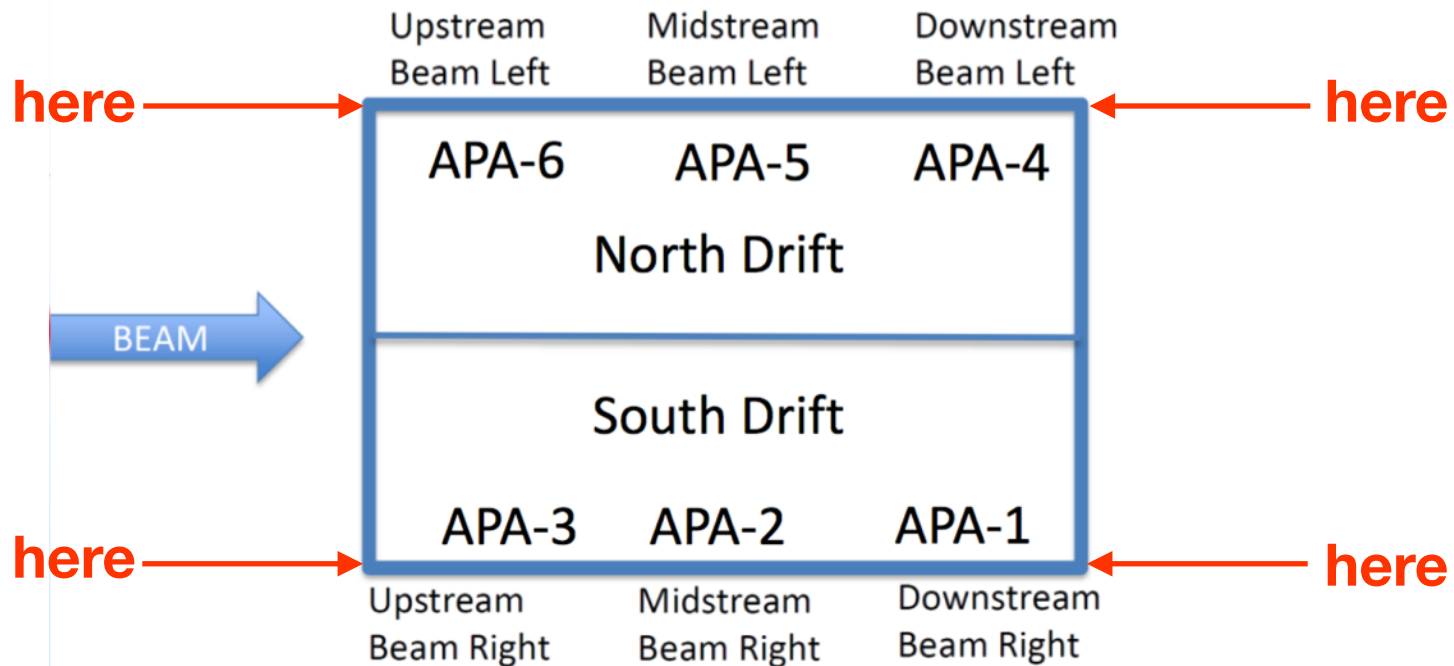 Upstream
Beam Left
Midstream
Beam Left
Downstream
Beam Left
here
here
APA-6
APA-5
APA-4
North Drift
BEAM
South Drift
APA-3
APA-2
APA-1
here
here
Upstream
Beam Right
Midstream
Beam Right
Downstream
Beam Right